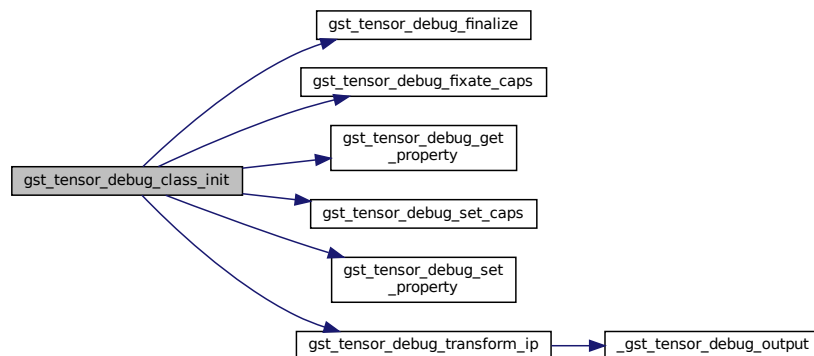 gst_tensor_debug_finalize
gst_tensor_debug_fixate_caps
gst_tensor_debug_get
_property
gst_tensor_debug_class_init
gst_tensor_debug_set_caps
gst_tensor_debug_set
_property
gst_tensor_debug_transform_ip
_gst_tensor_debug_output